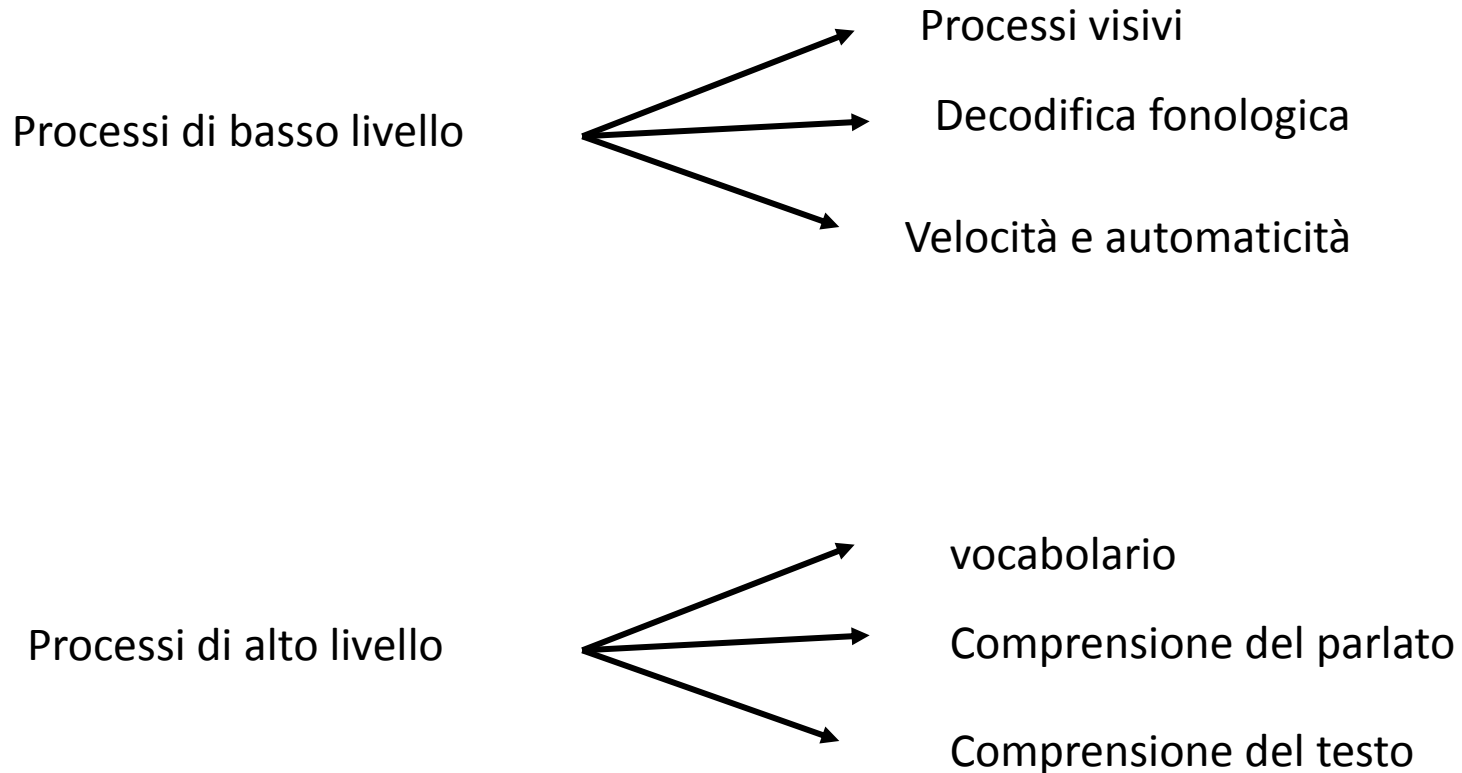 Processi di basso livello
Processi visivi
Decodifica fonologica
Velocità e automaticità
Processi di alto livello
vocabolario
Comprensione del parlato
Comprensione del testo